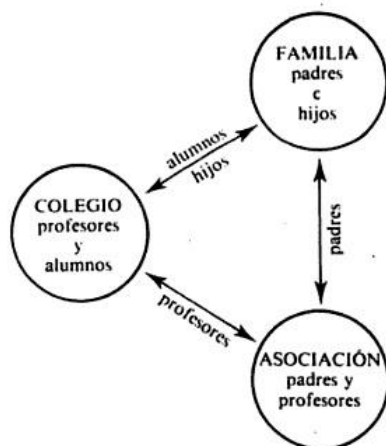 FAMILIA
padres
e
hijos
alumnos
hijos
COLEGIO
profesores
y
alumnos
padres
profesores
ASOCIACIÓN
padres y
profesores